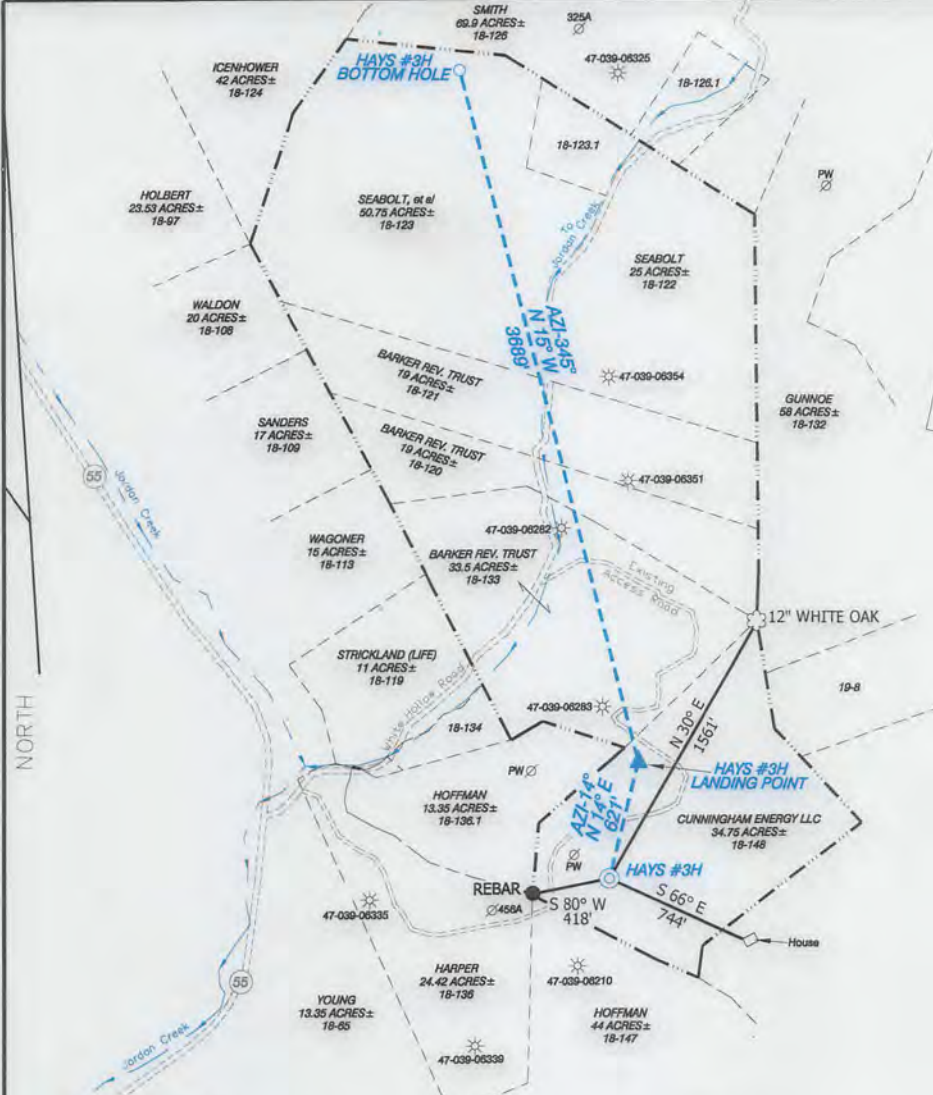 SMITH
69.9 ACRES±
18-126
325A
47-039-06325
ICENHOWER
42 ACRES±
18-124
HAYS #3H
BOTTOM HOLE
18-126.1
18-123.1
PW
HOLBERT
23.53 ACRES±
18-97
SEABOLT, et al
50.75 ACRES±
18-123
To
Jordan Creek
SEABOLT
25 ACRES±
18-122
WALDON
20 ACRES±
18-108
AZI-345°
N 15° W
3689'
BARKER REV. TRUST
19 ACRES±
18-121
47-039-06354
GUNNOE
58 ACRES±
18-132
SANDERS
17 ACRES±
18-109
BARKER REV. TRUST
19 ACRES±
18-120
55
Jordan Creek
47-039-06351
WAGONER
15 ACRES±
18-113
47-039-06282
BARKER REV. TRUST
33.5 ACRES±
18-133
Existing
Access Road
12" WHITE OAK
STRICKLAND (LIFE)
11 ACRES±
18-119
19-8
NORTH
White Hollow Road
47-039-06283
18-134
N 30° E
1561'
HAYS #3H
LANDING POINT
PW
HOFFMAN
13.35 ACRES±
18-136.1
AZI-14°
N 14° E
621'
CUNNINGHAM ENERGY LLC
34.75 ACRES±
18-148
PW
HAYS #3H
REBAR
S 80° W
418'
S 66° E
744'
House
456A
47-039-06335
HARPER
24.42 ACRES±
18-136
47-039-06210
55
YOUNG
13.35 ACRES±
18-65
HOFFMAN
44 ACRES±
18-147
Jordan Creek
47-039-06339